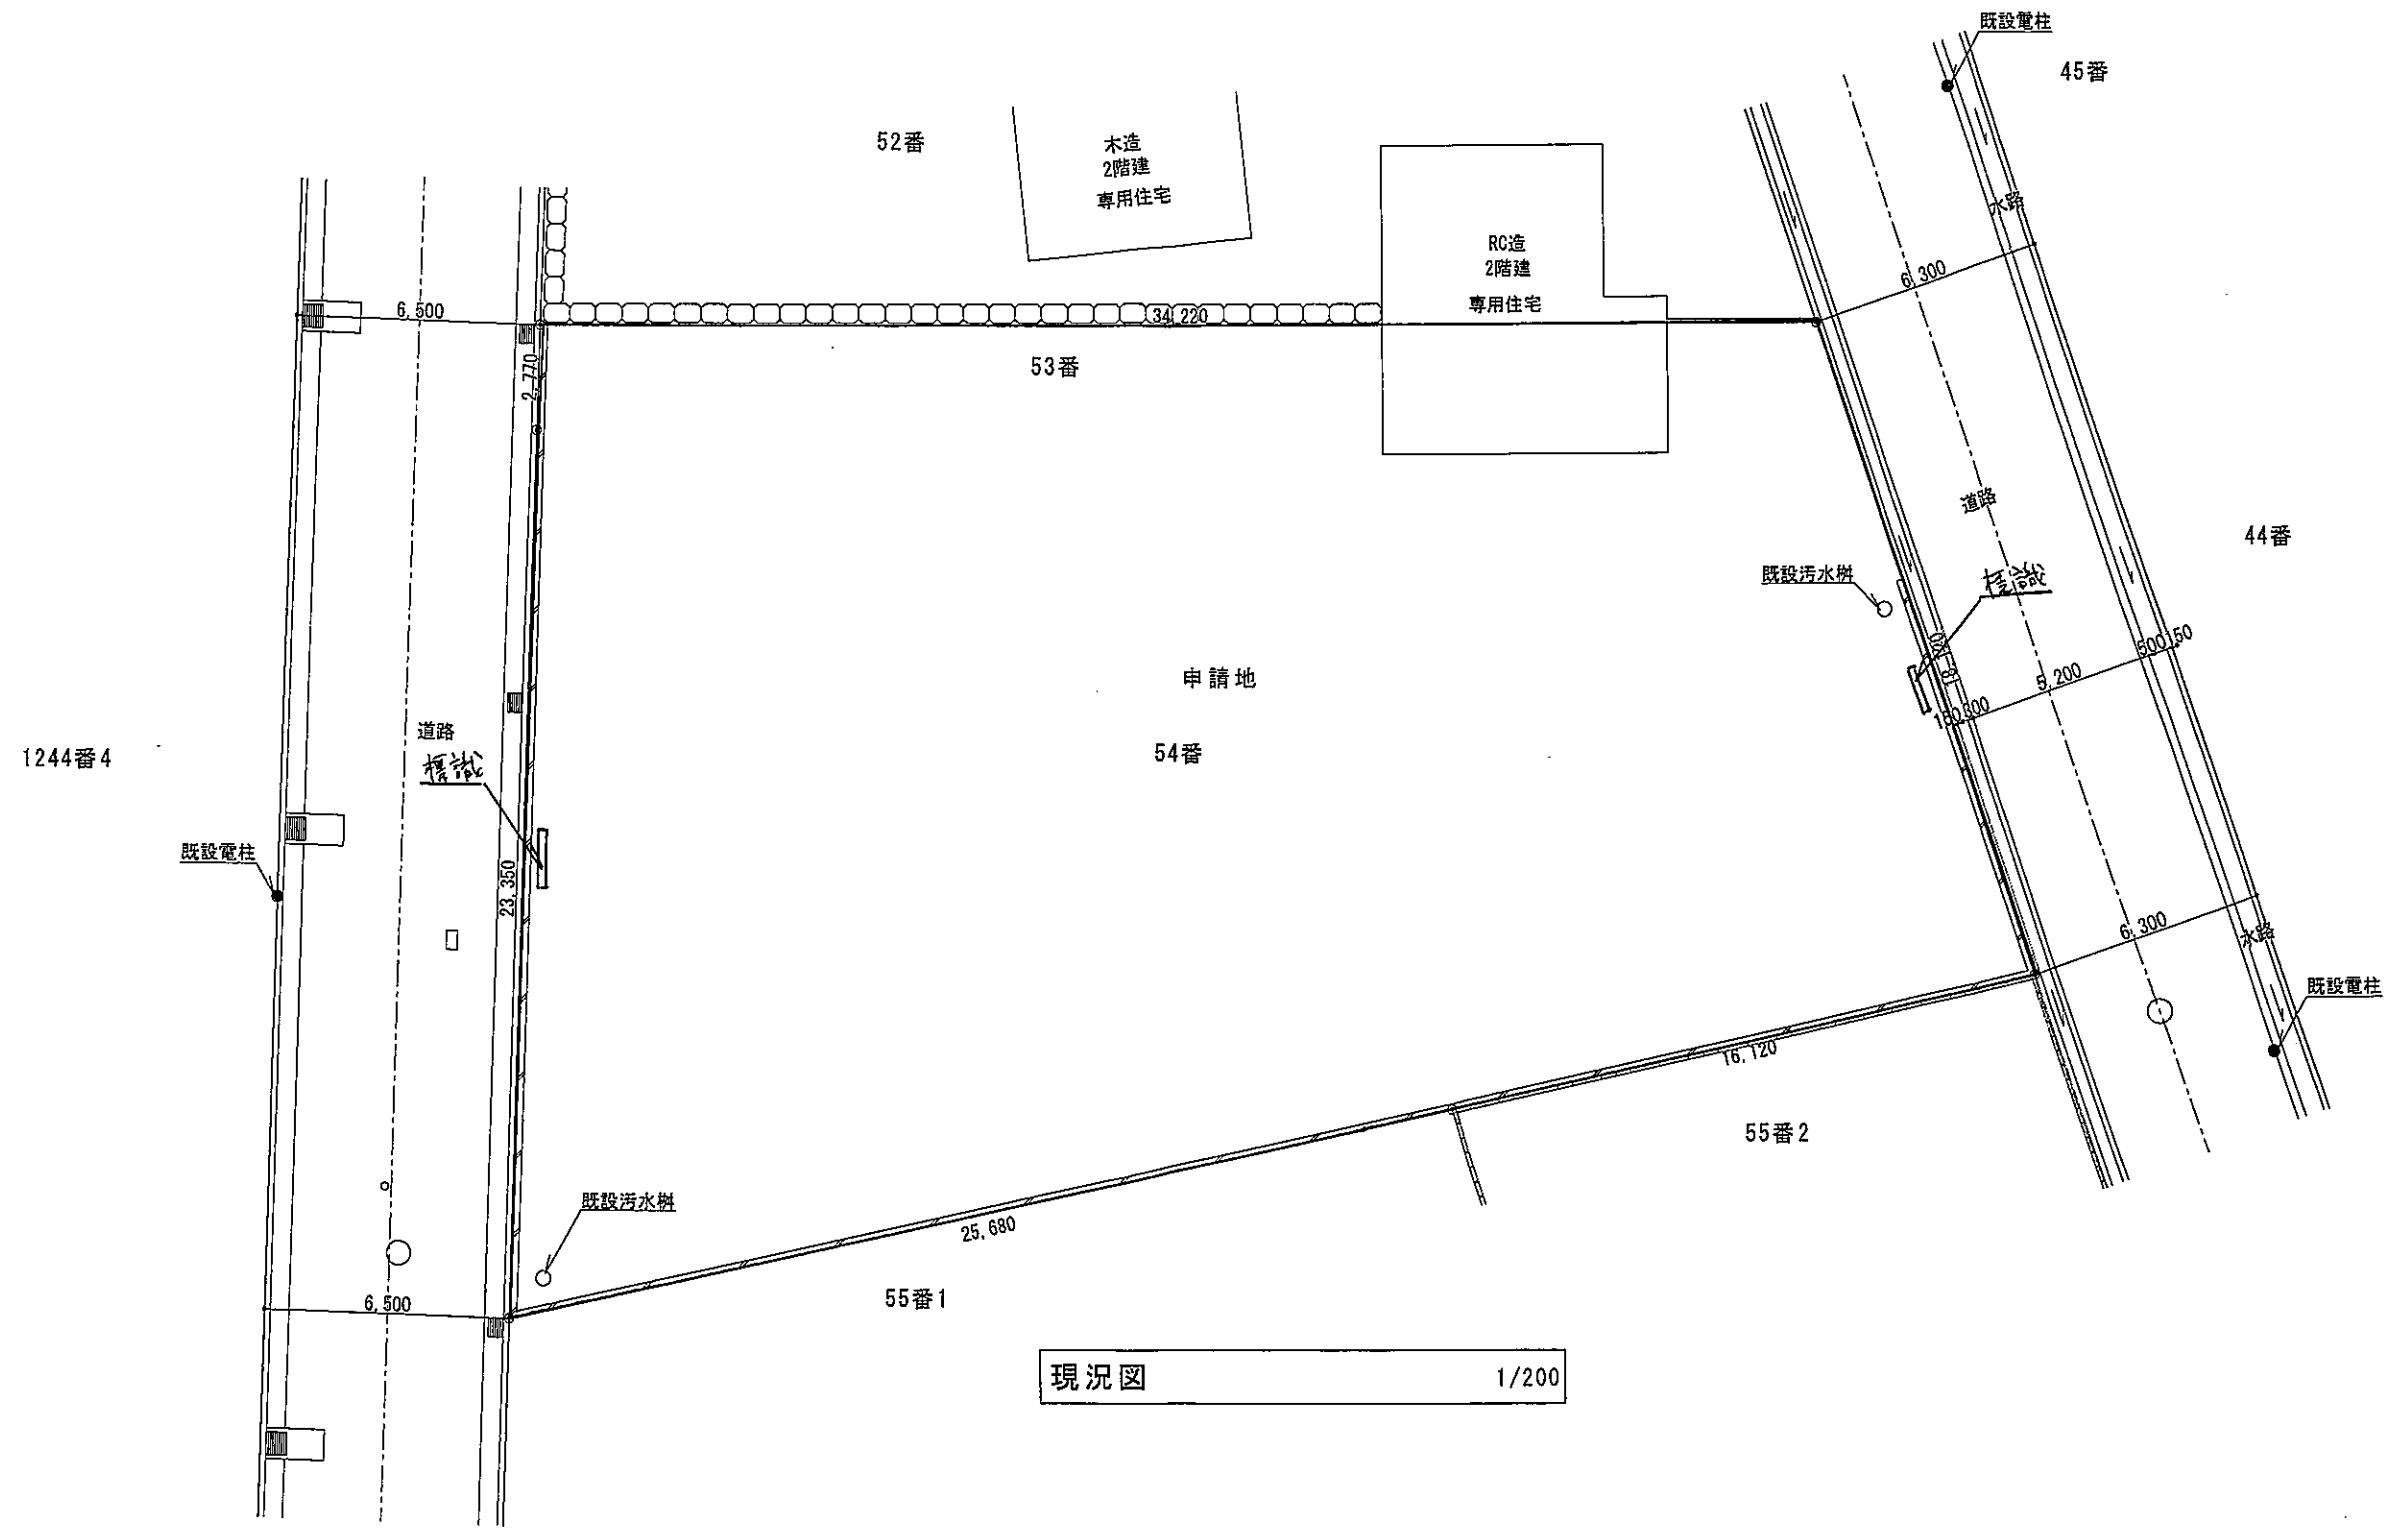 既設電柱
45番
52番
木造
2階建
専用住宅
水路
RC造
2階建
専用住宅
6,300
6,500
34,220
2,770
53番
道路
44番
既設汚水桝
標識
申請地
500
150
5,200
150
300
道路
54番
1244番4
標識
既設電柱
23,350
6,300
水路
既設電柱
16,120
55番2
既設汚水桝
25,680
55番1
6,500
現況図
1/200